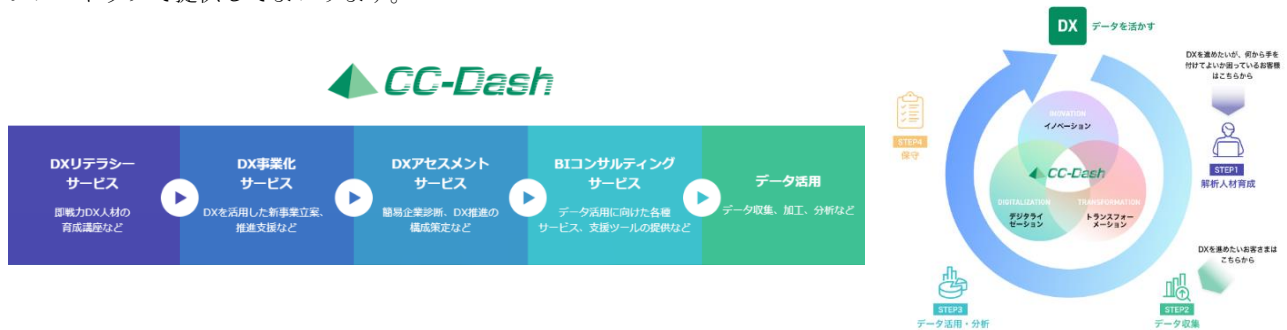 CC-Dash
DXリテラシー
サービス
即戦力DX人材の
育成講座など
DX事業化
サービス
DXを活用した新事業立案、
推進支援など
DXアセスメント
サービス
簡易企業診断、DX推進の
構成策定など
BIコンサルティング
サービス
データ活用に向けた各種
サービス、支援ツールの提供など
データ活用
データ収集、加工、分析など
DX
データを活かす
DXを進めたいが、何から手を
付けてよいか困っているお客様
はこちらから
STEP1
解析人材育成
DXを進めたいお客さまは
こちらから
STEP2
データ収集
STEP3
データ活用・分析
STEP4
保守
イノベーション
CC-Dash
DIGITALIZATION
デジタライ
ゼーション
TRANSFORMATION
トランスフォー
メーション